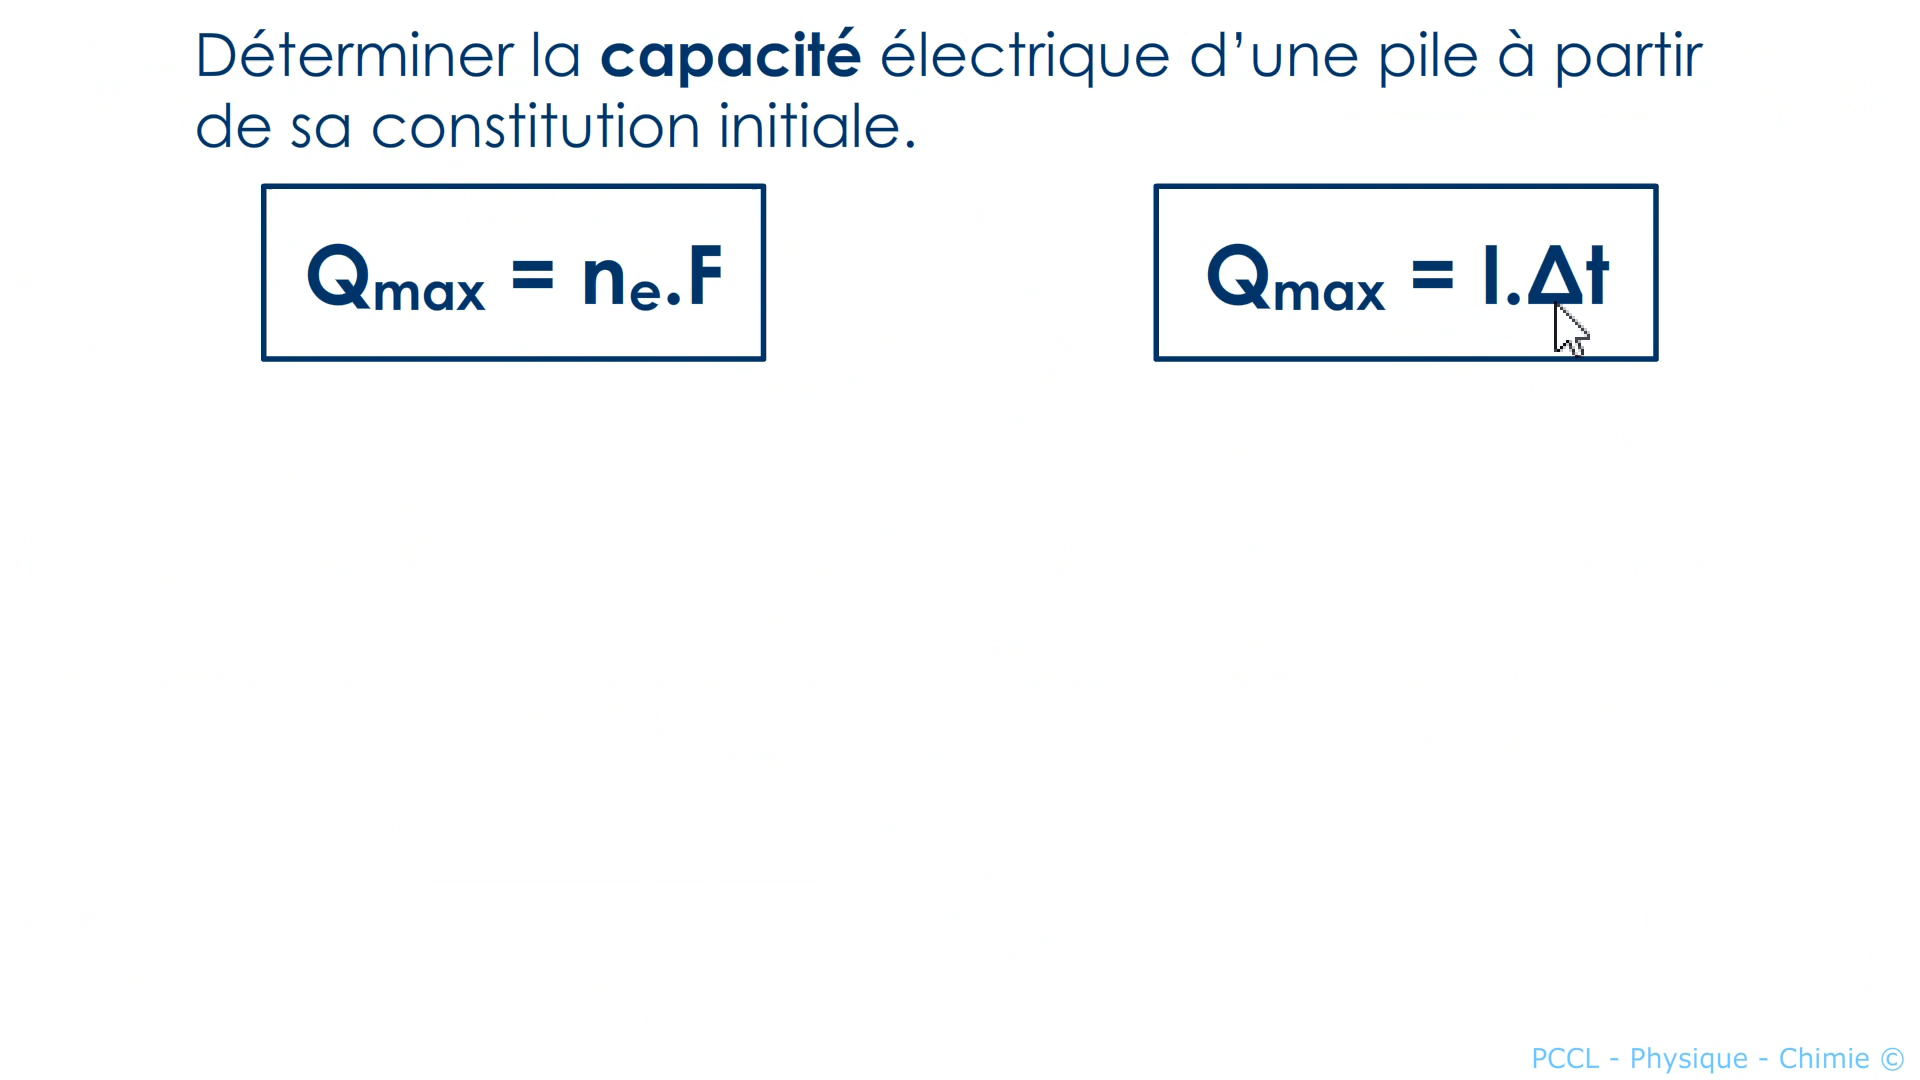 Déterminer la capacité électrique d’une pile à partir
de sa constitution initiale.
Qmax = ne.F
Qmax = I.Δt
PCCL - Physique - Chimie ©